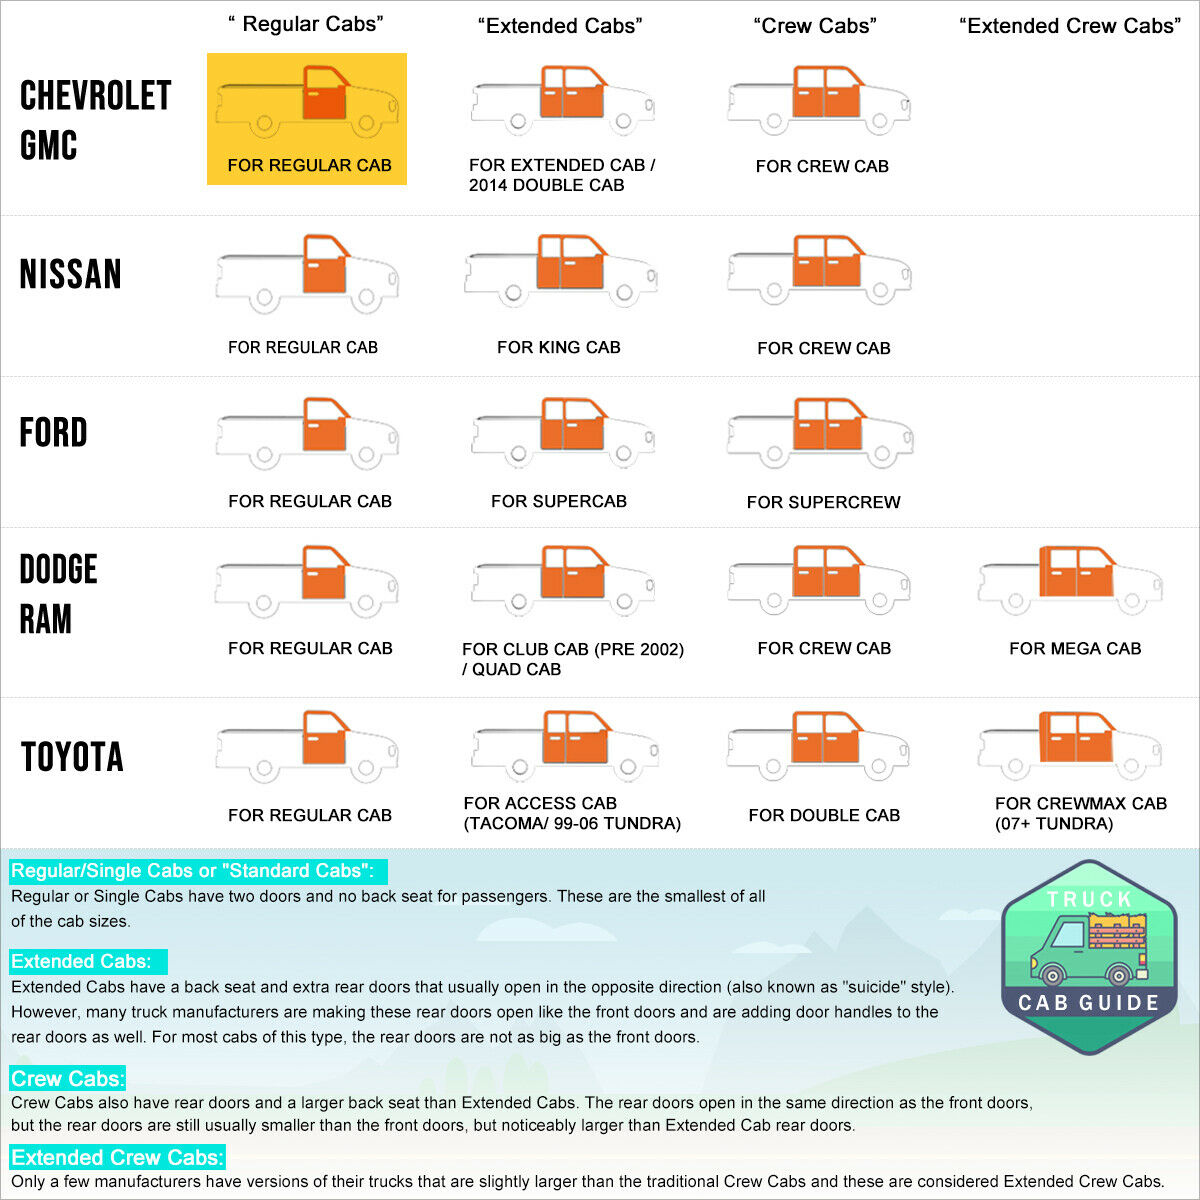 “ Regular Cabs”
“Extended Cabs”
“Crew Cabs”
“Extended Crew Cabs”
CHEVROLET
GMC
FOR REGULAR CAB
FOR EXTENDED CAB /
2014 DOUBLE CAB
FOR CREW CAB
NISSAN
FOR REGULAR CAB
FOR KING CAB
FOR CREW CAB
FORD
FOR REGULAR CAB
FOR SUPERCAB
FOR SUPERCREW
DODGE
RAM
FOR REGULAR CAB
FOR CLUB CAB (PRE 2002)
/ QUAD CAB
FOR CREW CAB
FOR MEGA CAB
TOYOTA
FOR REGULAR CAB
FOR ACCESS CAB
(TACOMA/ 99-06 TUNDRA)
FOR DOUBLE CAB
FOR CREWMAX CAB
(07+ TUNDRA)
Regular/Single Cabs or "Standard Cabs":
Regular or Single Cabs have two doors and no back seat for passengers. These are the smallest of all
of the cab sizes.
Extended Cabs:
Extended Cabs have a back seat and extra rear doors that usually open in the opposite direction (also known as "suicide" style).
However, many truck manufacturers are making these rear doors open like the front doors and are adding door handles to the
rear doors as well. For most cabs of this type, the rear doors are not as big as the front doors.
Crew Cabs:
Crew Cabs also have rear doors and a larger back seat than Extended Cabs. The rear doors open in the same direction as the front doors,
but the rear doors are still usually smaller than the front doors, but noticeably larger than Extended Cab rear doors.
Extended Crew Cabs:
Only a few manufacturers have versions of their trucks that are slightly larger than the traditional Crew Cabs and these are considered Extended Crew Cabs.
TRUCK
CAB GUIDE